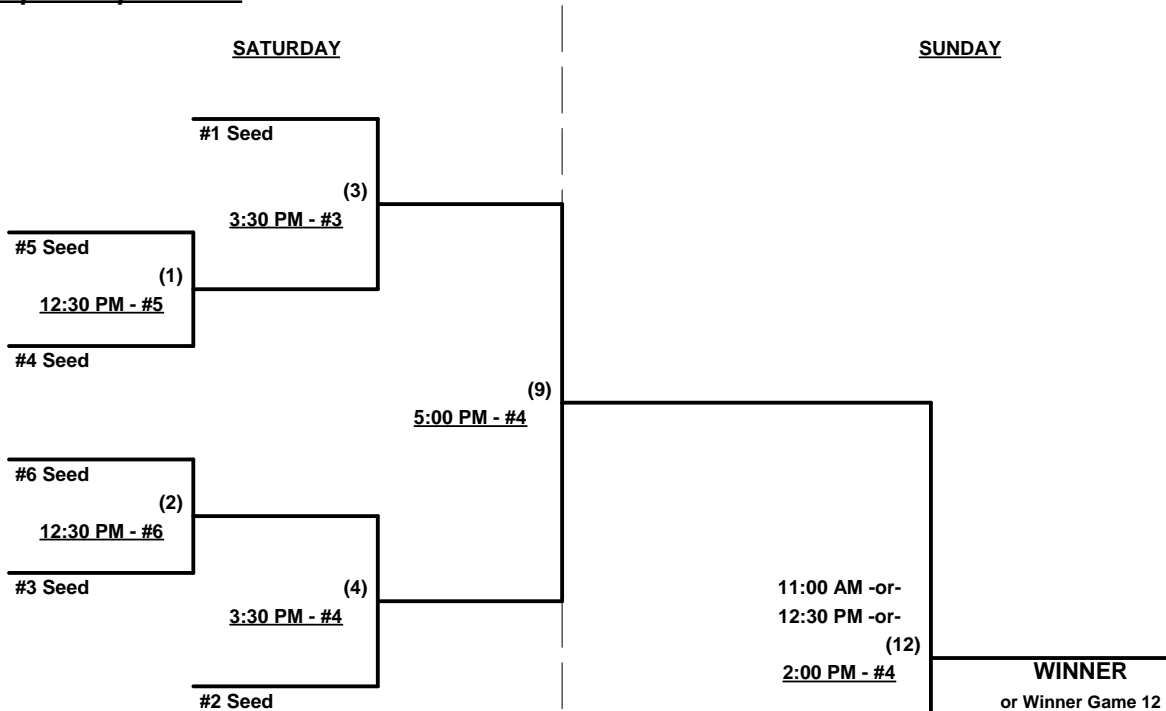 SATURDAY
SUNDAY
#1 Seed
(3)
3:30 PM - #3
#5 Seed
(1)
12:30 PM - #5
#4 Seed
(9)
5:00 PM - #4
#6 Seed
(2)
12:30 PM - #6
#3 Seed
(4)
3:30 PM - #4
#2 Seed
11:00 AM -or-
12:30 PM -or-
(12)
2:00 PM - #4
WINNER
or Winner Game 12